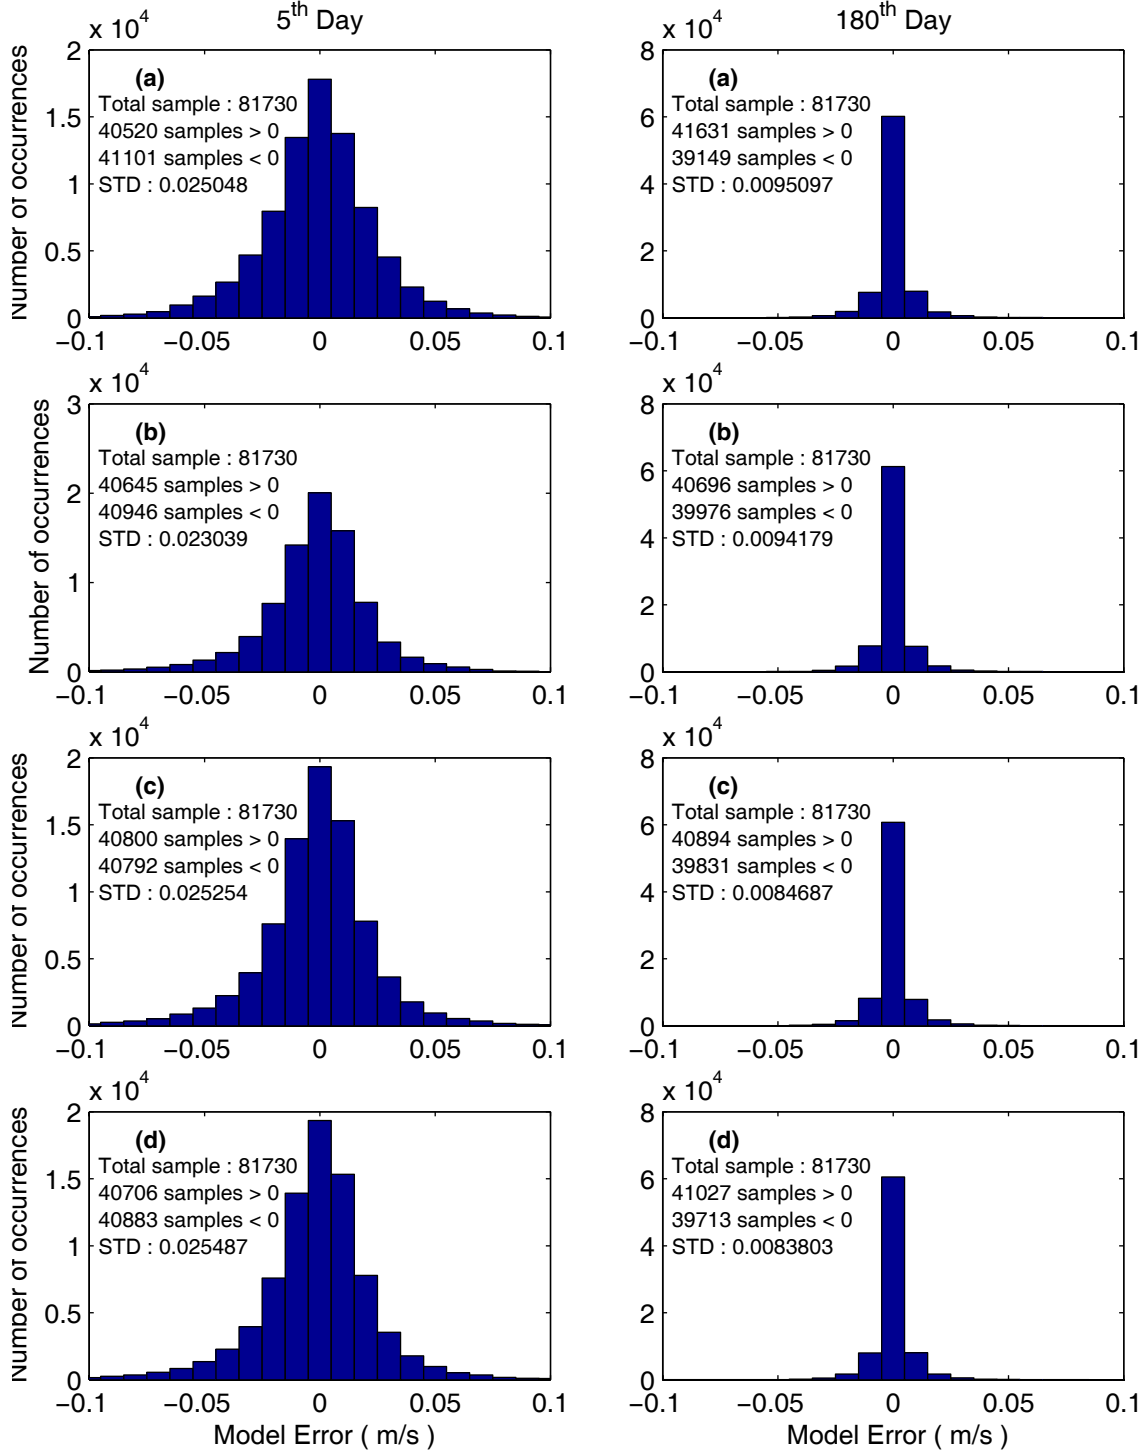 5th Day
180th Day
x 10^4
2
1.5
1
0.5
0
Number of occurrences
(a)
Total sample : 81730
40520 samples > 0
41101 samples < 0
STD : 0.025048
−0.1 −0.05 0 0.05 0.1
x 10^4
8
6
4
2
0
(a)
Total sample : 81730
41631 samples > 0
39149 samples < 0
STD : 0.0095097
−0.1 −0.05 0 0.05 0.1
x 10^4
3
2
1
0
Number of occurrences
(b)
Total sample : 81730
40645 samples > 0
40946 samples < 0
STD : 0.023039
−0.1 −0.05 0 0.05 0.1
x 10^4
8
6
4
2
0
(b)
Total sample : 81730
40696 samples > 0
39976 samples < 0
STD : 0.0094179
−0.1 −0.05 0 0.05 0.1
x 10^4
2
1.5
1
0.5
0
Number of occurrences
(c)
Total sample : 81730
40800 samples > 0
40792 samples < 0
STD : 0.025254
−0.1 −0.05 0 0.05 0.1
x 10^4
8
6
4
2
0
(c)
Total sample : 81730
40894 samples > 0
39831 samples < 0
STD : 0.0084687
−0.1 −0.05 0 0.05 0.1
x 10^4
2
1.5
1
0.5
0
Number of occurrences
(d)
Total sample : 81730
40706 samples > 0
40883 samples < 0
STD : 0.025487
−0.1 −0.05 0 0.05 0.1
Model Error ( m/s )
x 10^4
8
6
4
2
0
(d)
Total sample : 81730
41027 samples > 0
39713 samples < 0
STD : 0.0083803
−0.1 −0.05 0 0.05 0.1
Model Error ( m/s )